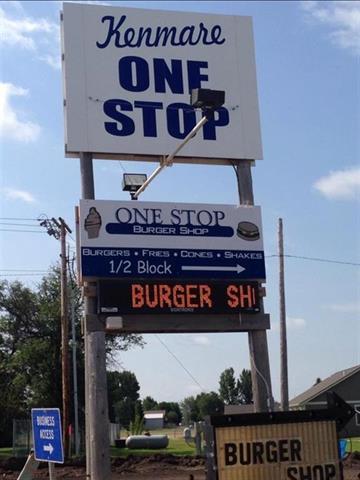 Kenmare
ONE
STOP
ONE STOP
BURGER SHOP
BURGERS • FRIES • CONES • SHAKES
1/2 Block
BURGER SH
BUSINESS
ACCESS
BURGER
SHOP